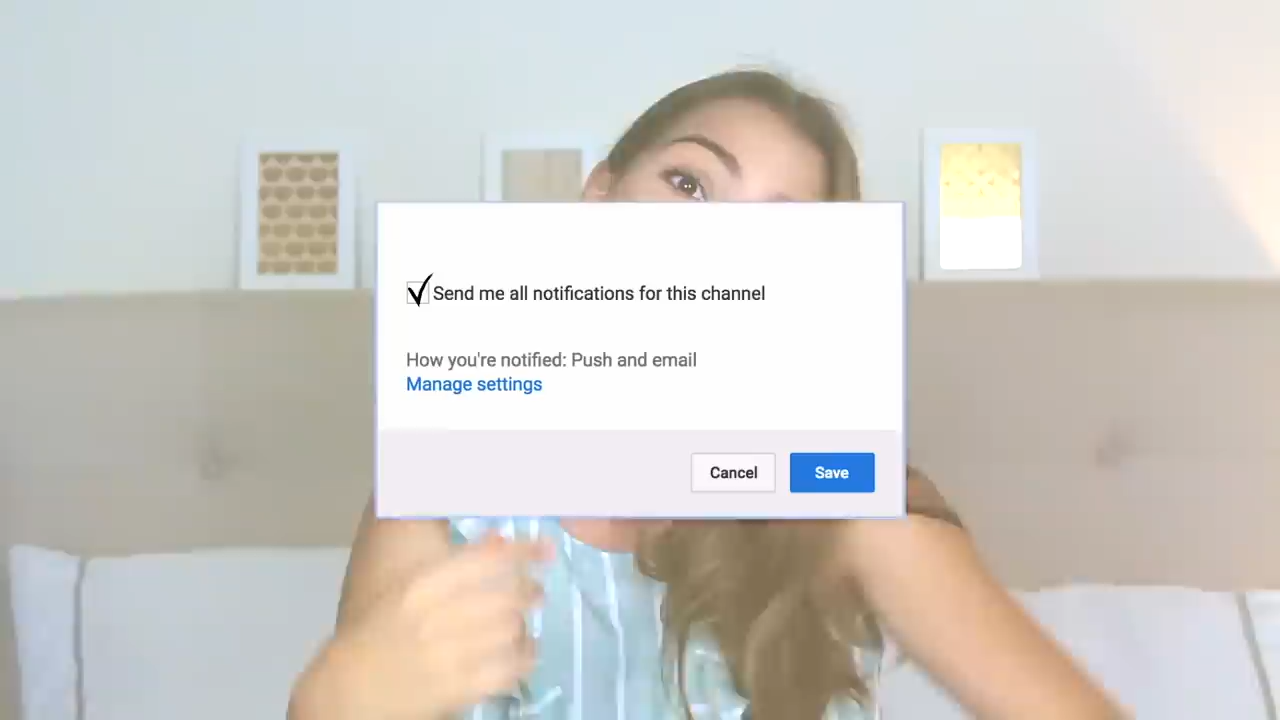 Send me all notifications for this channel
How you're notified: Push and email
Manage settings
Cancel
Save